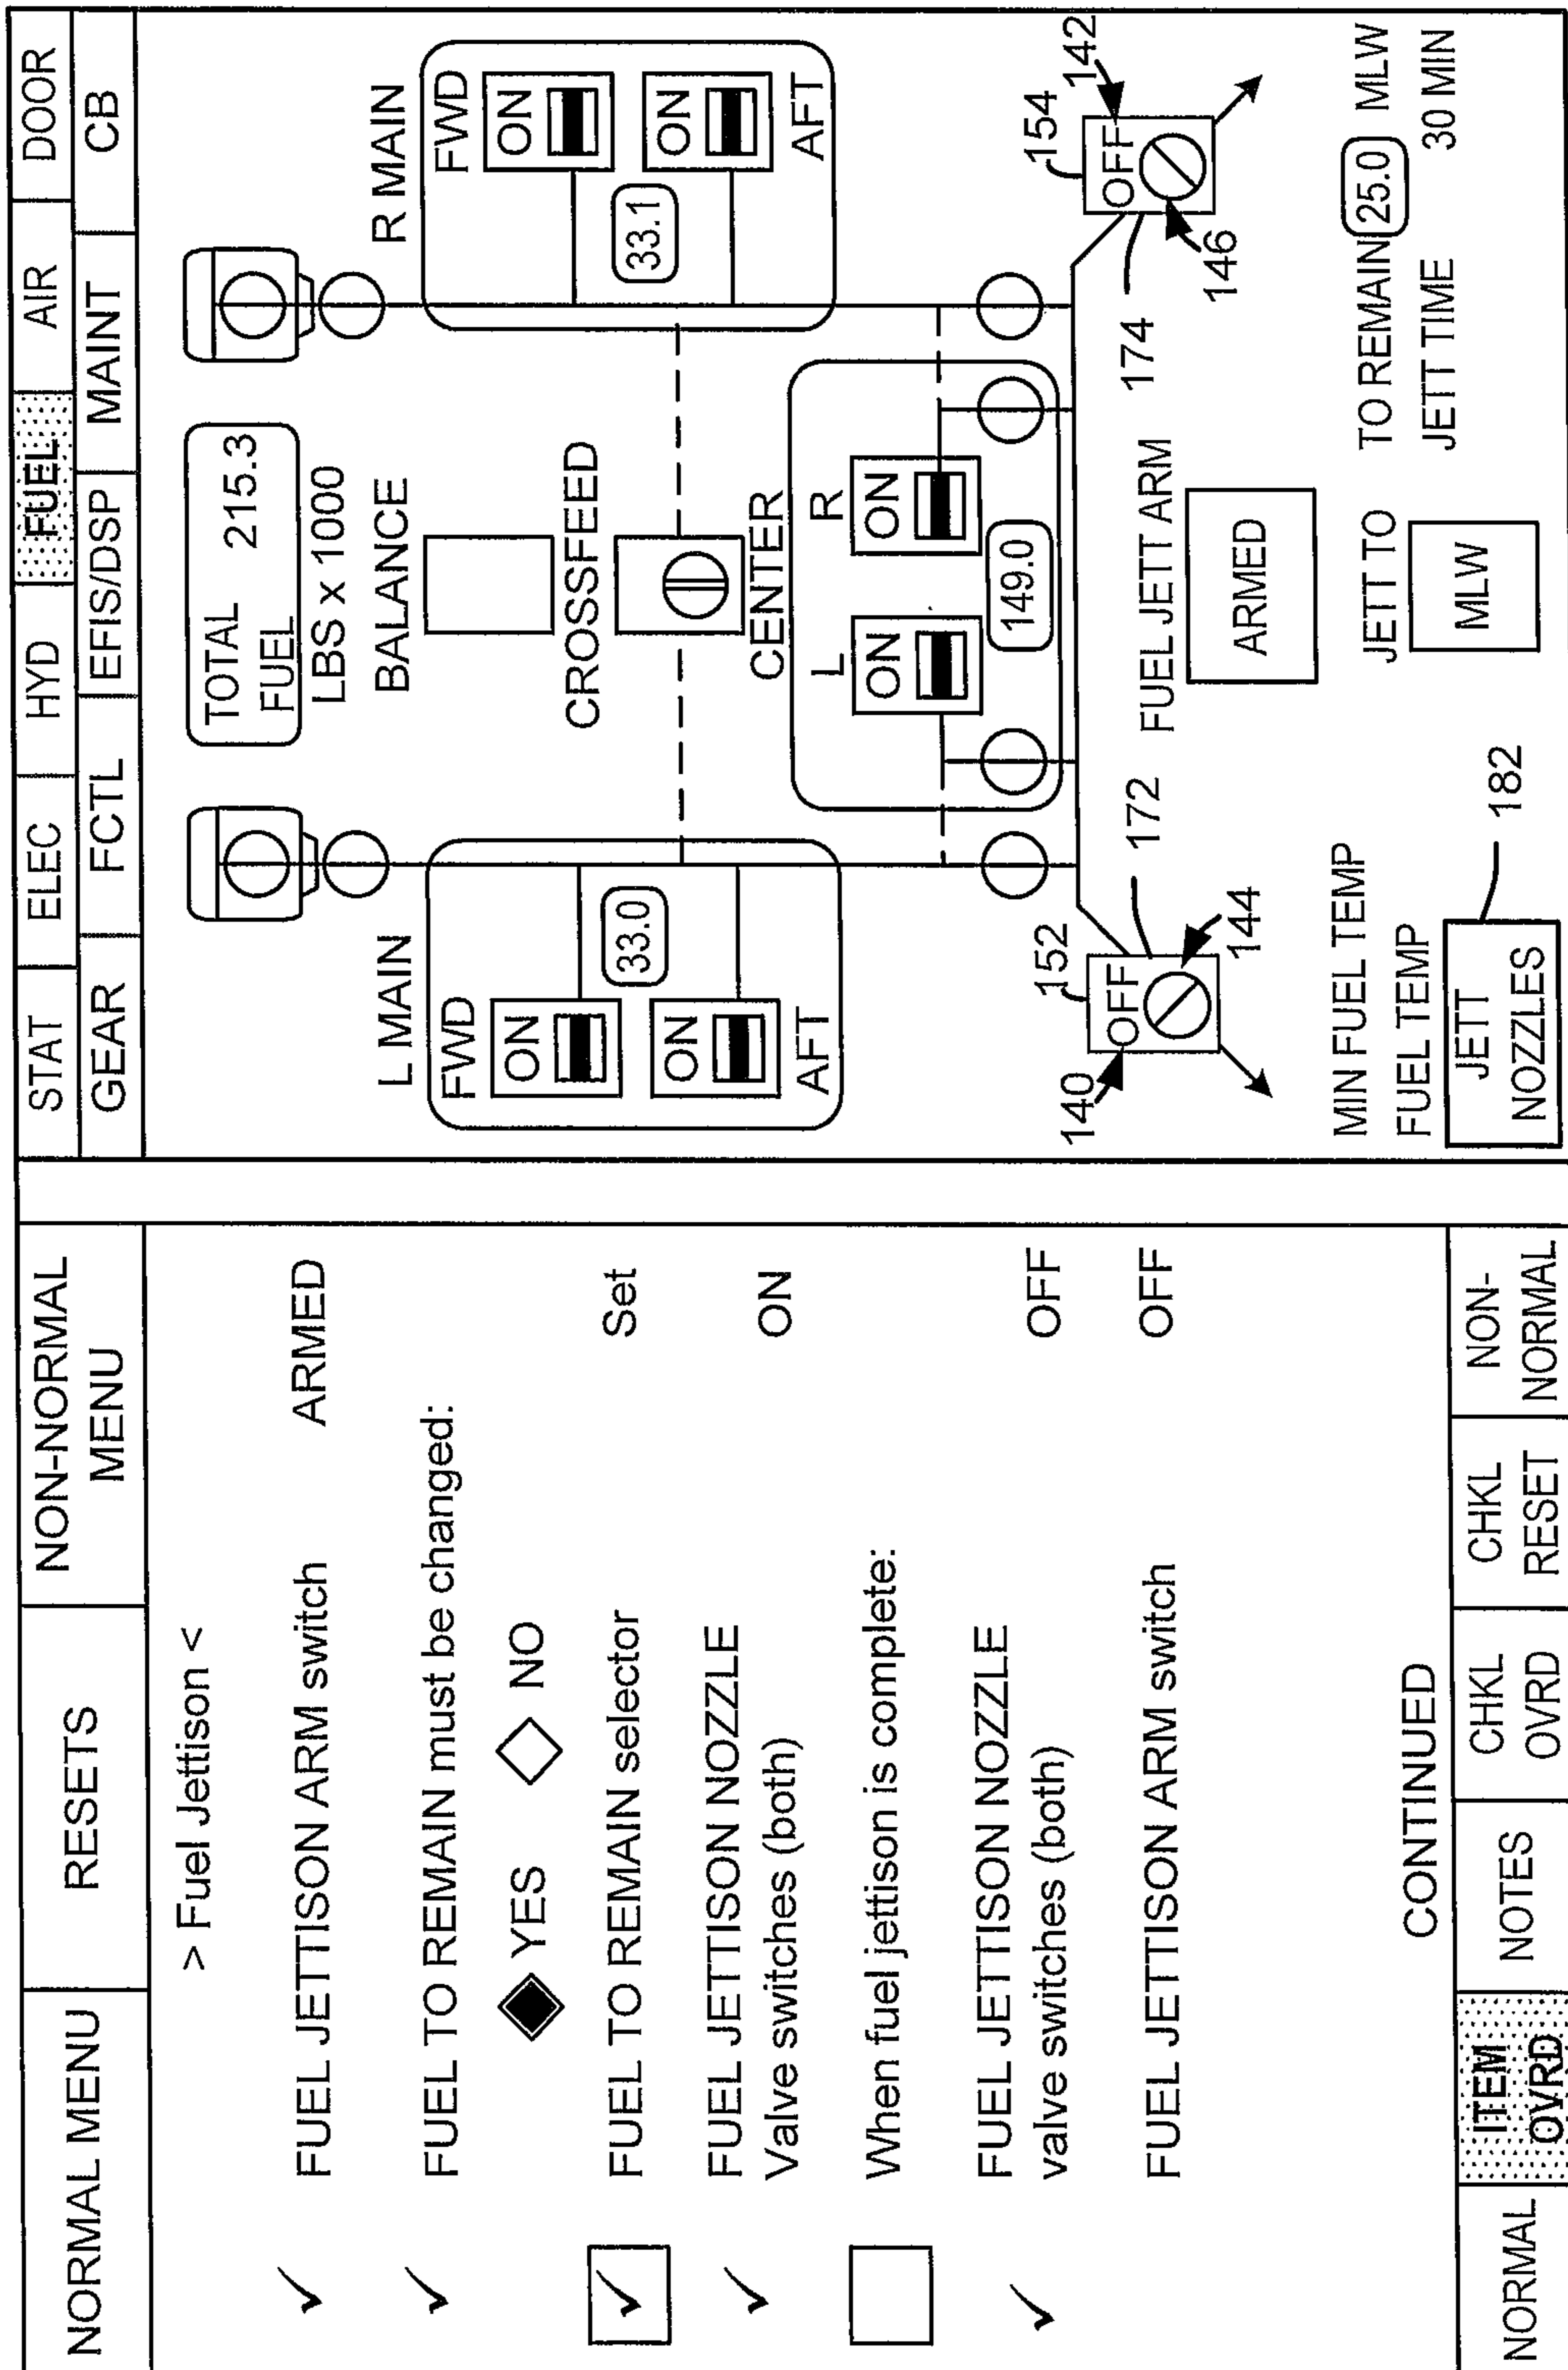 NORMAL MENU
RESETS
NON-NORMAL
MENU
> Fuel Jettison <
✓ FUEL JETTISON ARM switch ARMED
✓ FUEL TO REMAIN must be changed:
YES NO
✓ FUEL TO REMAIN selector Set
✓ FUEL JETTISON NOZZLE ON
Valve switches (both)
When fuel jettison is complete:
✓ FUEL JETTISON NOZZLE OFF
valve switches (both)
FUEL JETTISON ARM switch OFF
CONTINUED
NORMAL
ITEM
OVRD
NOTES
CHKL
OVRD
CHKL
RESET
NON-
NORMAL
STAT
ELEC
HYD
FUEL
AIR
DOOR
GEAR
FCTL
EFIS/DSP
MAINT
CB
TOTAL 215.3
FUEL
LBS x 1000
BALANCE
L MAIN
FWD
ON
33.0
ON
AFT
CROSSFEED
R MAIN
FWD
ON
33.1
ON
AFT
CENTER
L R
ON ON
149.0
140
152
OFF
172
144
154
142
OFF
174
146
FUEL JETT ARM
ARMED
MIN FUEL TEMP
FUEL TEMP
JETT
NOZZLES
182
JETT TO
MLW
TO REMAIN 25.0 MLW
JETT TIME 30 MIN